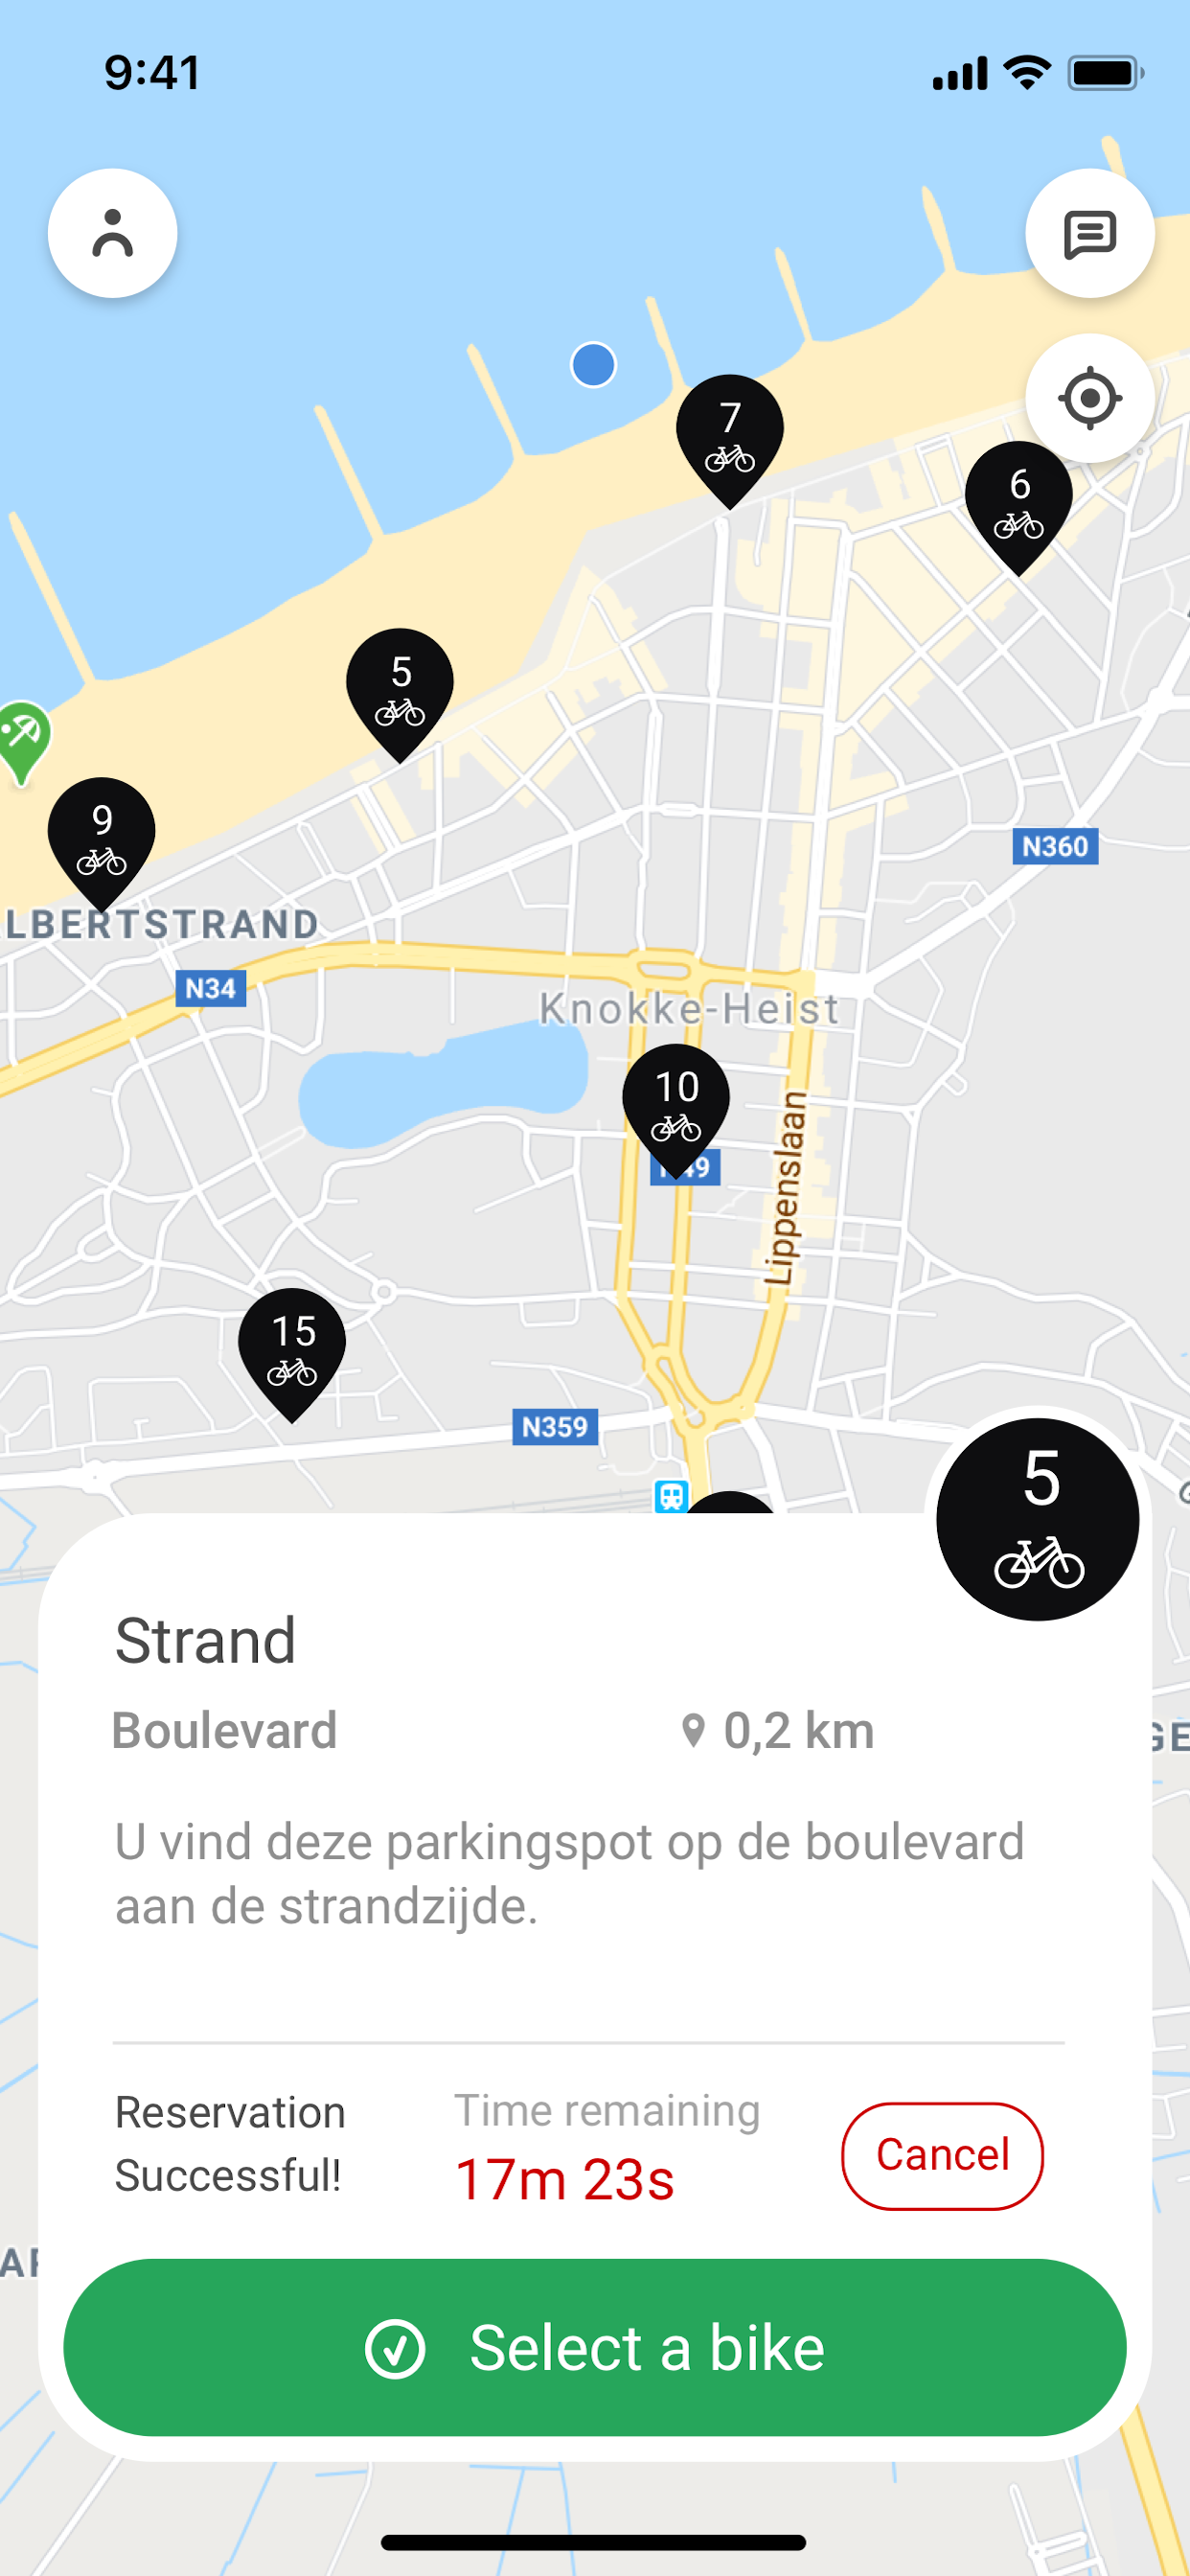 9:41
7
6
5
9
LBERTSTRAND
N360
N34
Knokke-Heist
10
Lippenslaan
15
N359
5
Strand
Boulevard
0,2 km
U vind deze parkingspot op de boulevard
aan de strandzijde.
Reservation
Successful!
Time remaining
17m 23s
Cancel
Select a bike